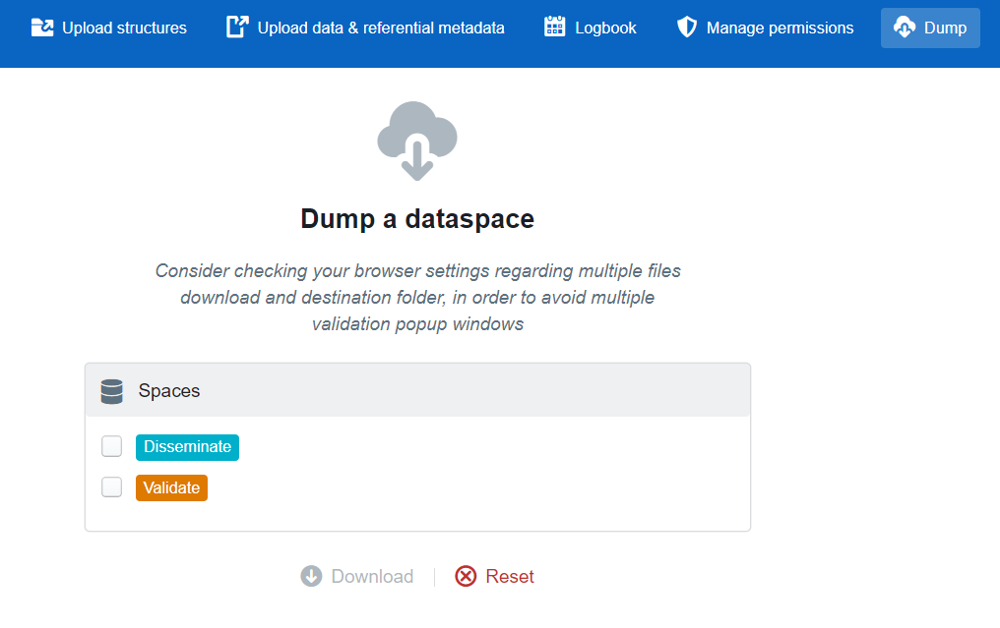 Upload structures Upload data & referential metadata Logbook Manage permissions Dump
Dump a dataspace
Consider checking your browser settings regarding multiple files
download and destination folder, in order to avoid multiple
validation popup windows
Spaces
Disseminate
Validate
Download Reset